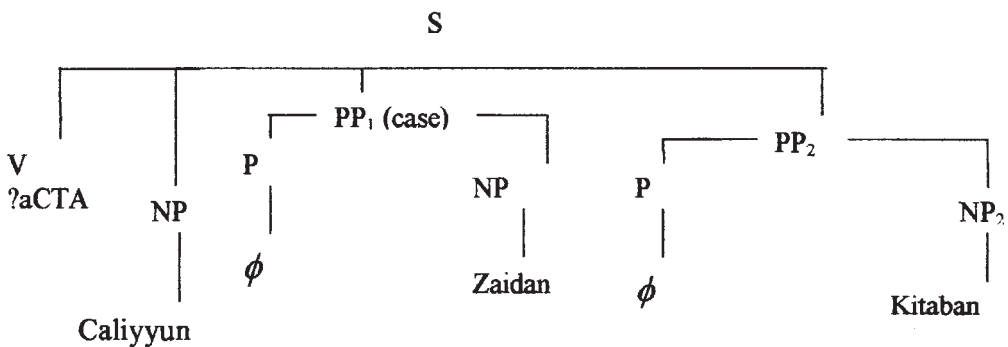 S
PP₁ (case)
PP₂
V
P
NP
P
?aCTA
NP
NP₂
ϕ
Zaidan
ϕ
Kitaban
Caliyyun